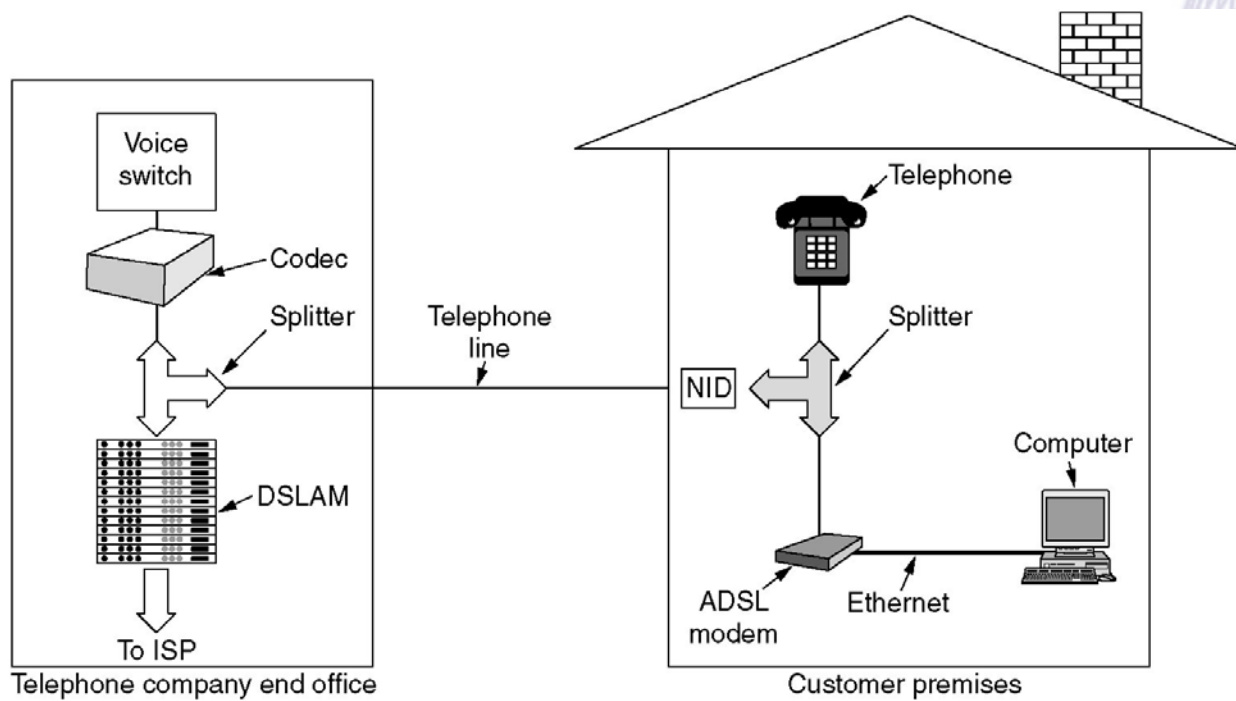 Voice
switch
Codec
Splitter
DSLAM
To ISP
Telephone company end office
Telephone
line
Telephone
NID
Splitter
Computer
ADSL
modem
Ethernet
Customer premises